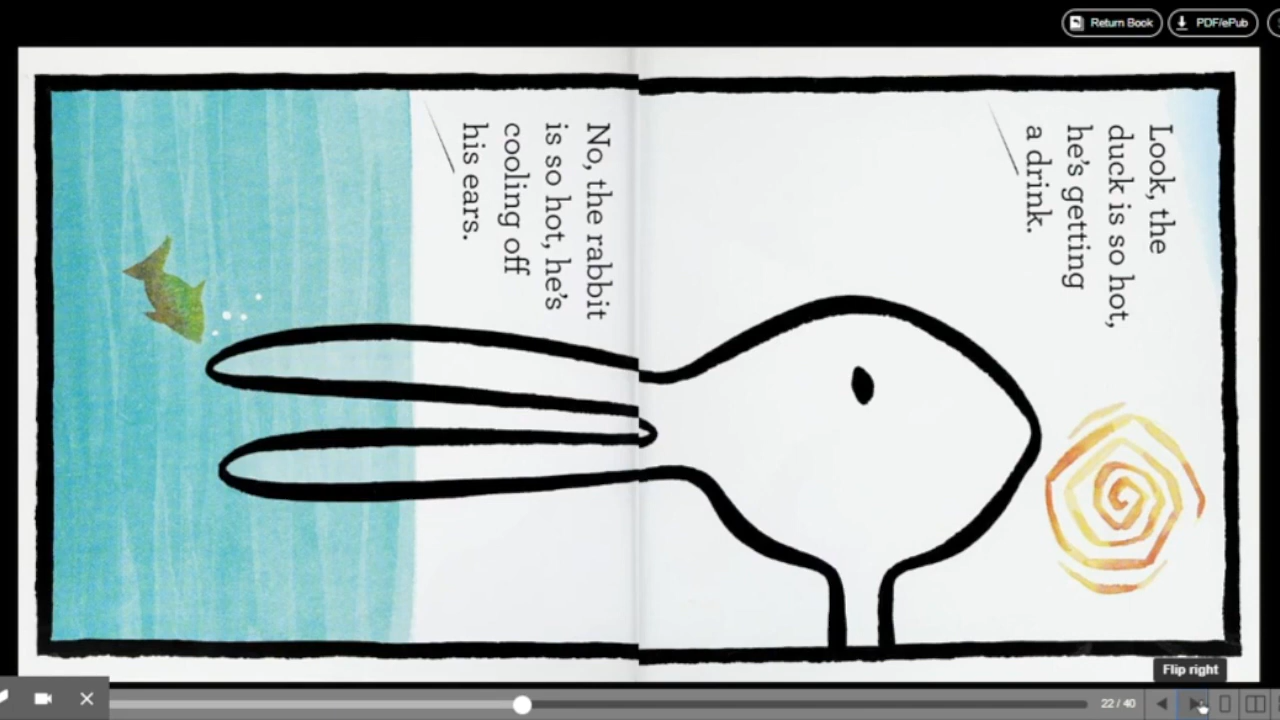 Return Book
PDF/ePub
Look, the
duck is so hot,
he's getting
a drink.
No, the rabbit
is so hot, he's
cooling off
his ears.
Flip right
22 / 40